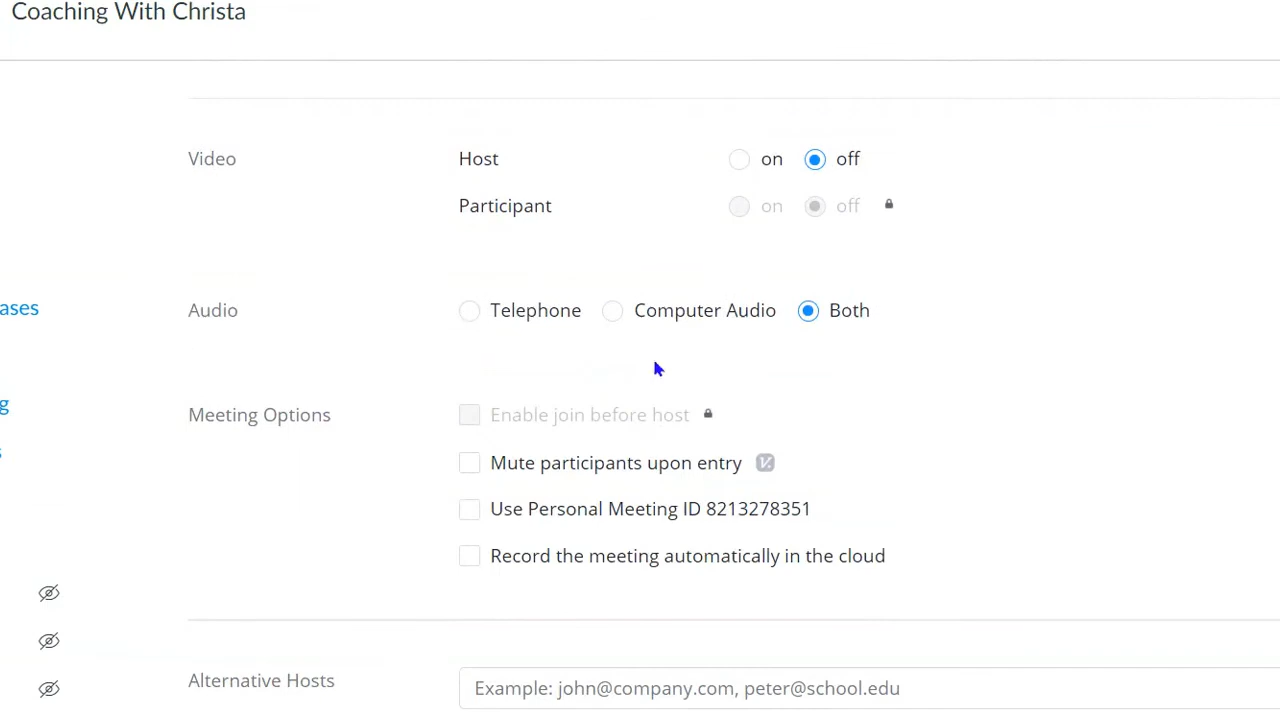 Coaching With Christa
Video Host on off
Participant on off
ases
Audio Telephone Computer Audio Both
g
Meeting Options Enable join before host
Mute participants upon entry
Use Personal Meeting ID 8213278351
s
Record the meeting automatically in the cloud
Alternative Hosts Example: john@company.com, peter@school.edu